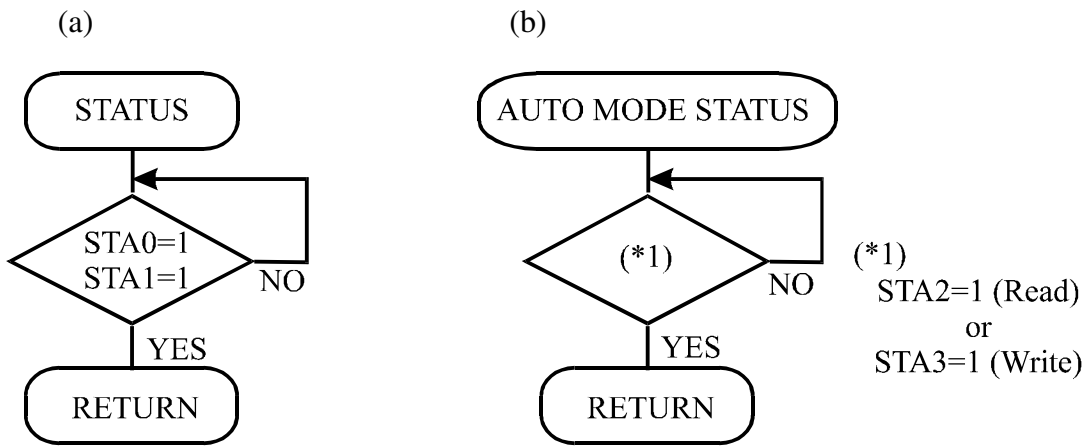 (a)
STATUS
STA0=1
STA1=1
NO
YES
RETURN
(b)
AUTO MODE STATUS
(*1)
NO
YES
RETURN
(*1)
STA2=1 (Read)
or
STA3=1 (Write)